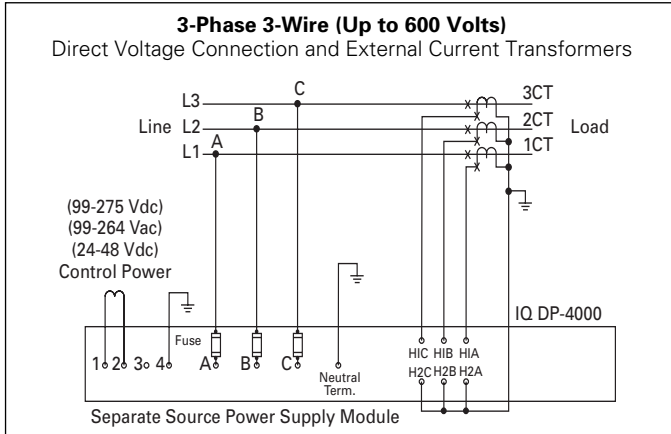 3-Phase 3-Wire (Up to 600 Volts)
Direct Voltage Connection and External Current Transformers
C
L3
3CT
B
Line L2
2CT
Load
A
L1
1CT
(99-275 Vdc)
(99-264 Vac)
(24-48 Vdc)
Control Power
IQ DP-4000
Fuse
1 2 3 4
A
B
C
Neutral
Term.
HIC HIB HIA
H2C H2B H2A
Separate Source Power Supply Module